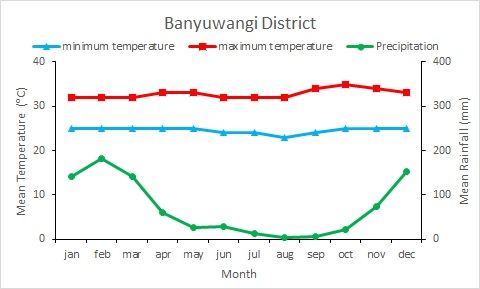 Banyuwangi District
minimum temperature maximum temperature Precipitation
Mean Temperature (°C)
40
30
20
10
0
400
300
200
100
0
Mean Rainfall (mm)
jan feb mar apr may jun jul aug sep oct nov dec
Month